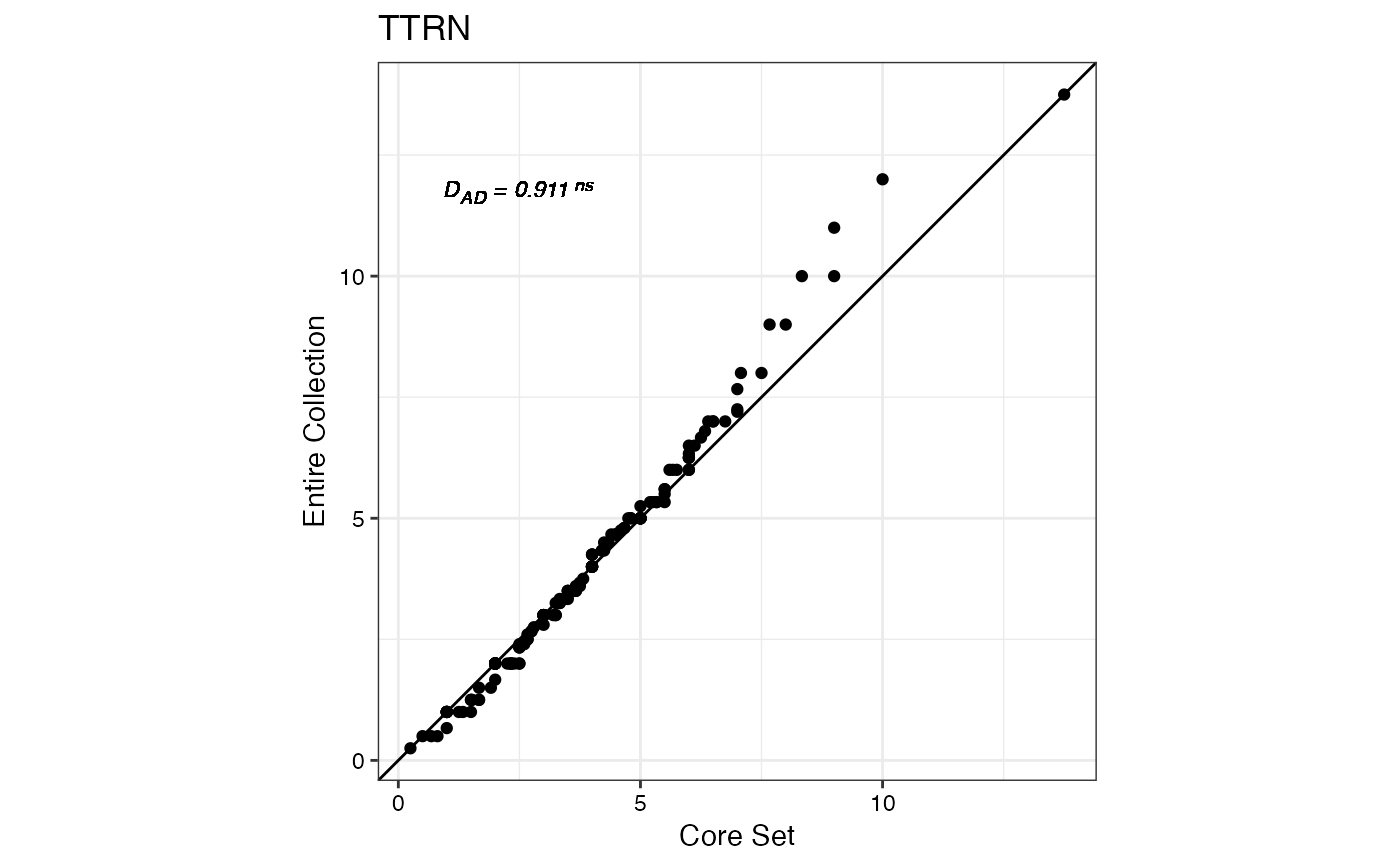 TTRN
D_AD = 0.911 ns
10
5
0
Entire Collection
0 5 10
Core Set